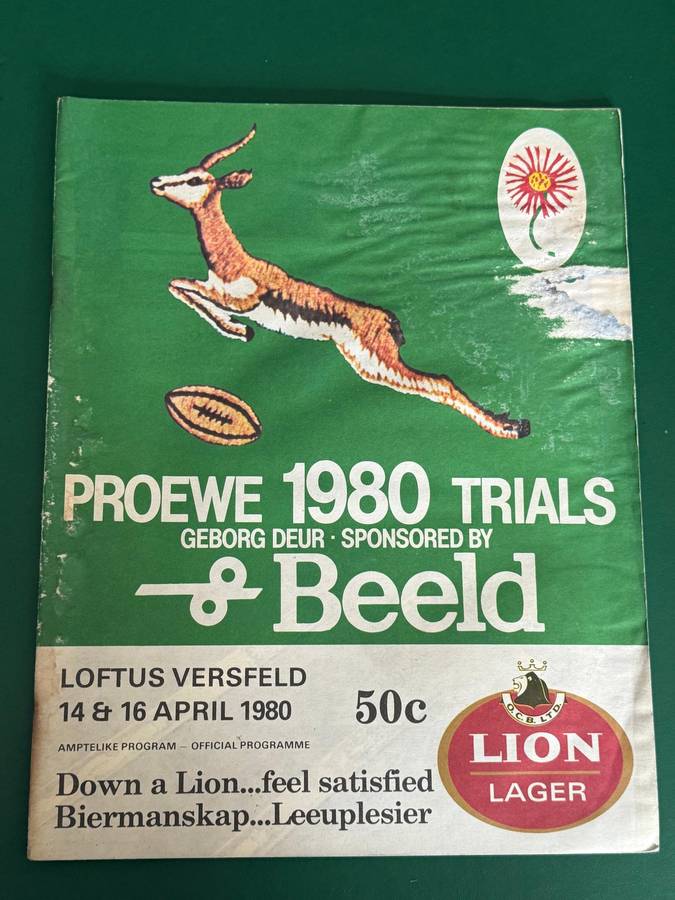 PROEWE 1980 TRIALS
GEBORG DEUR · SPONSORED BY
Beeld
LOFTUS VERSFELD
14 & 16 APRIL 1980
50c
AMPTELIKE PROGRAM – OFFICIAL PROGRAMME
Down a Lion...feel satisfied
Biermanskap...Leeuplesier
O.C.B. LTD.
LION
LAGER